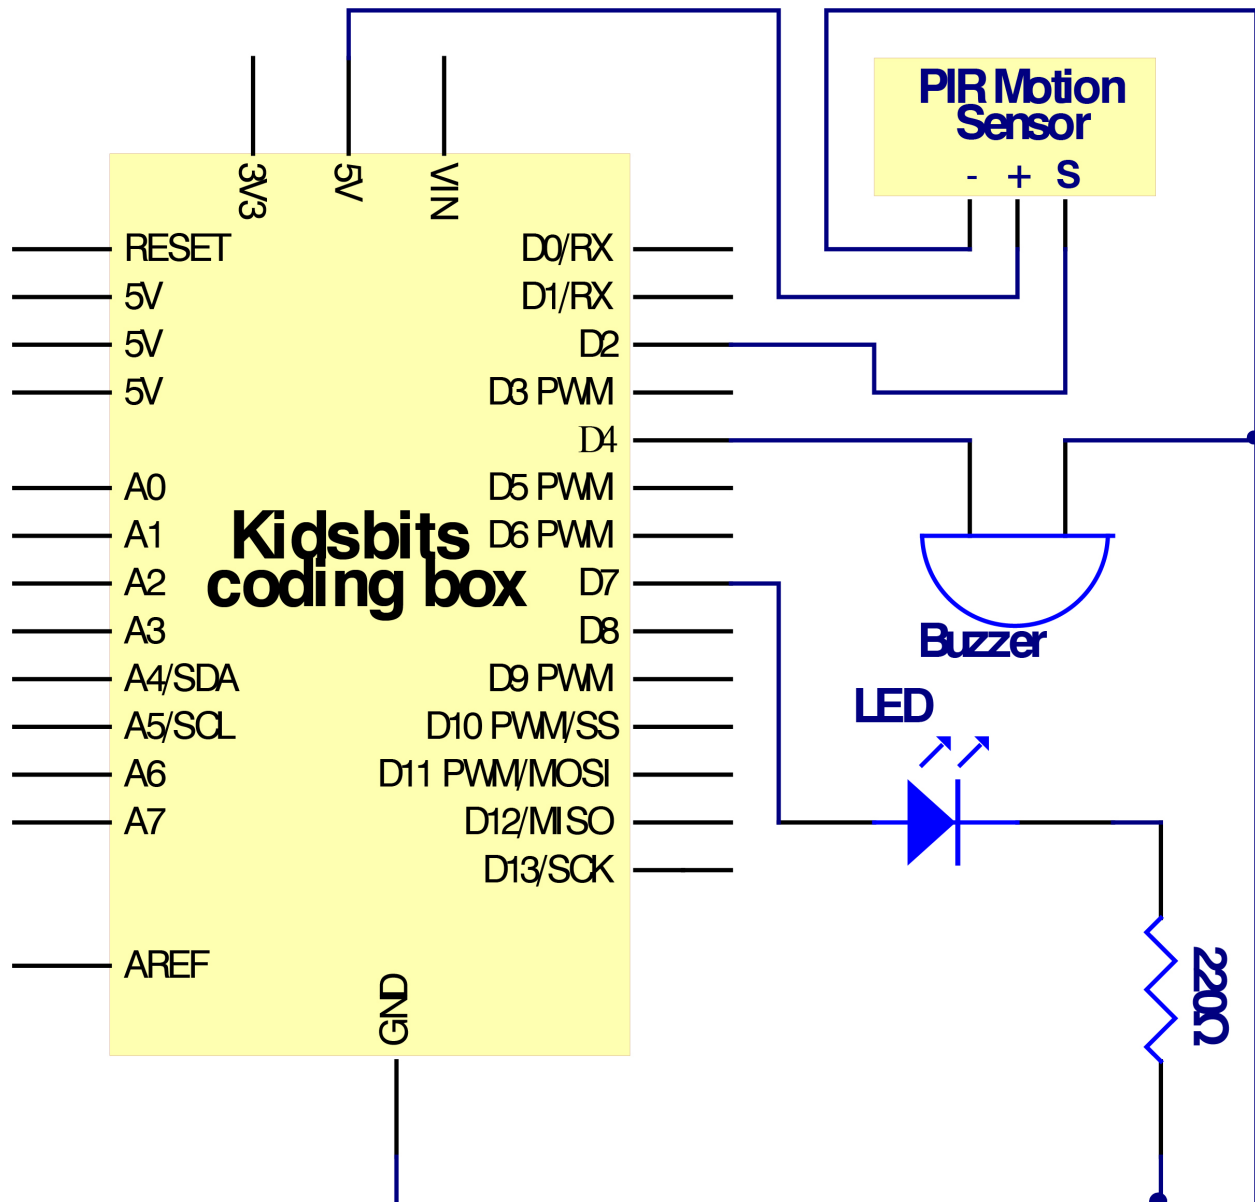 PIR Motion
Sensor
- + S
3V3
5V
VIN
RESET
5V
5V
5V
A0
A1
A2
A3
A4/SDA
A5/SCL
A6
A7
AREF
Kidsbits
coding box
D0/RX
D1/RX
D2
D3 PWM
D4
D5 PWM
D6 PWM
D7
D8
D9 PWM
D10 PWM/SS
D11 PWM/MOSI
D12/MISO
D13/SCK
GND
Buzzer
LED
220Ω